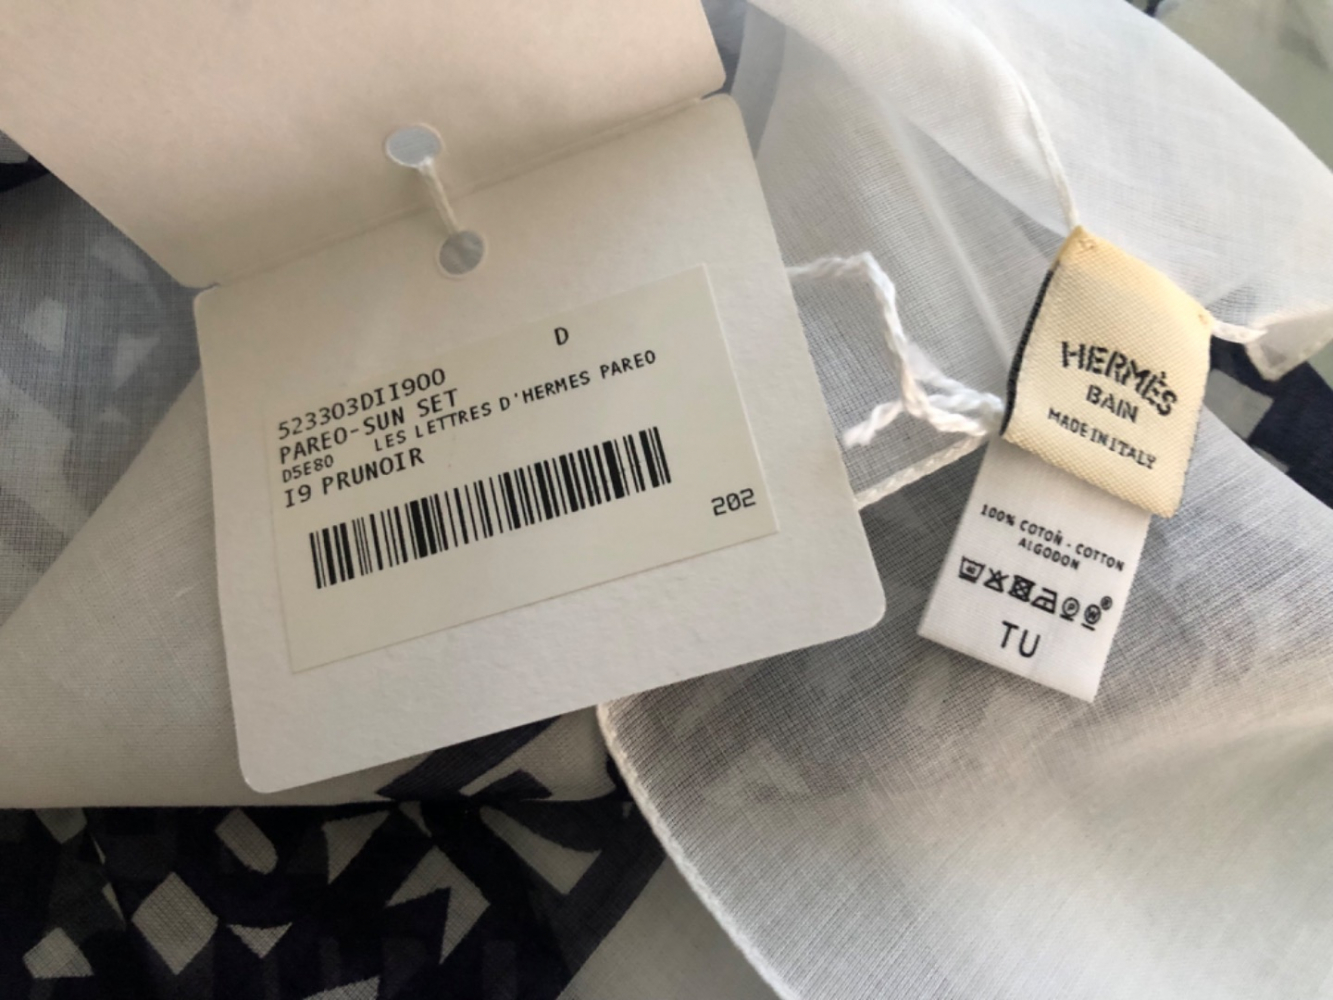 D
523303DII900
PAREO-SUN SET
D5E80 LES LETTRES D'HERMES PAREO
I9 PRUNOIR
202
HERMÈS
BAIN
MADE IN ITALY
100% COTON - COTTON
ALGODON
P
W
TU